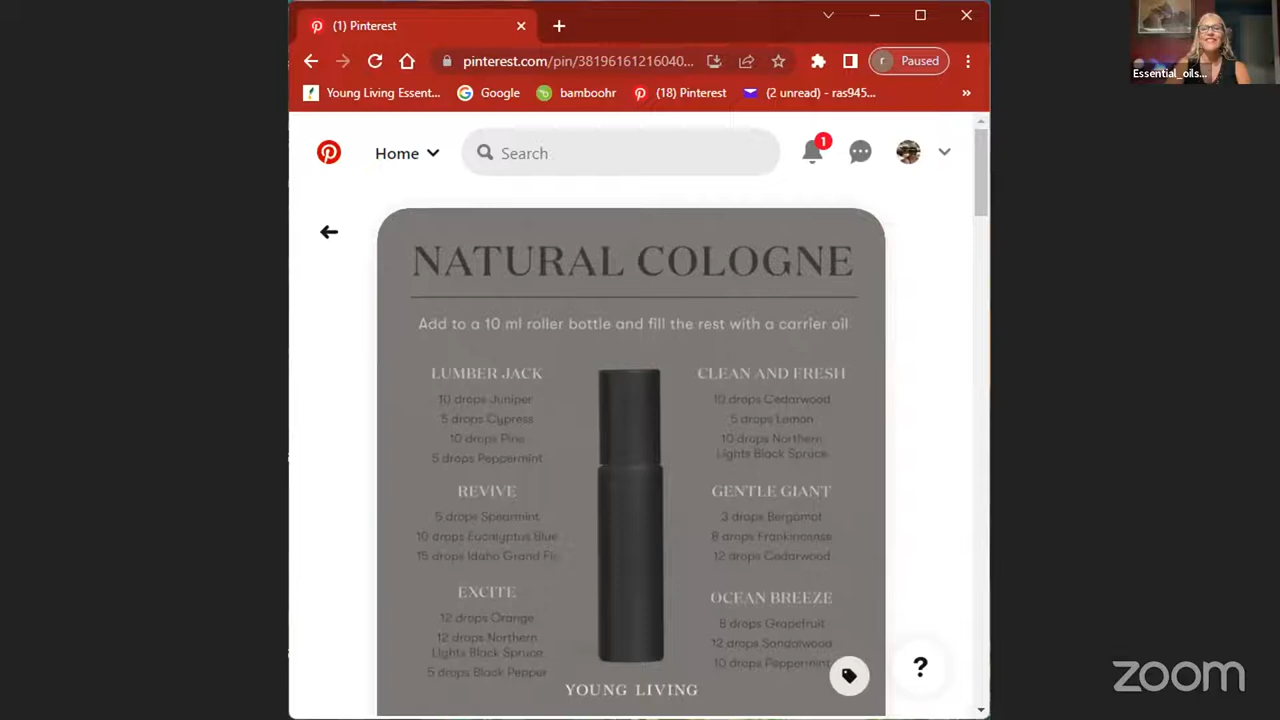 (1) Pinterest
pinterest.com/pin/38196161216040...
r
Paused
Young Living Essent...
Google
bamboohr
(18) Pinterest
(2 unread) - ras945...
»
Home
Search
1
NATURAL COLOGNE
Add to a 10 ml roller bottle and fill the rest with a carrier oil
LUMBER JACK
10 drops Juniper
5 drops Cypress
10 drops Pine
5 drops Peppermint
REVIVE
5 drops Spearmint
10 drops Eucalyptus Blue
15 drops Idaho Grand Fir
EXCITE
12 drops Orange
12 drops Northern
Lights Black Spruce
5 drops Black Pepper
CLEAN AND FRESH
10 drops Cedarwood
5 drops Lemon
10 drops Northern
Lights Black Spruce
GENTLE GIANT
3 drops Bergamot
8 drops Frankincense
12 drops Cedarwood
OCEAN BREEZE
8 drops Grapefruit
12 drops Sandalwood
10 drops Peppermint
YOUNG LIVING
?
Essential_oils...
zoom